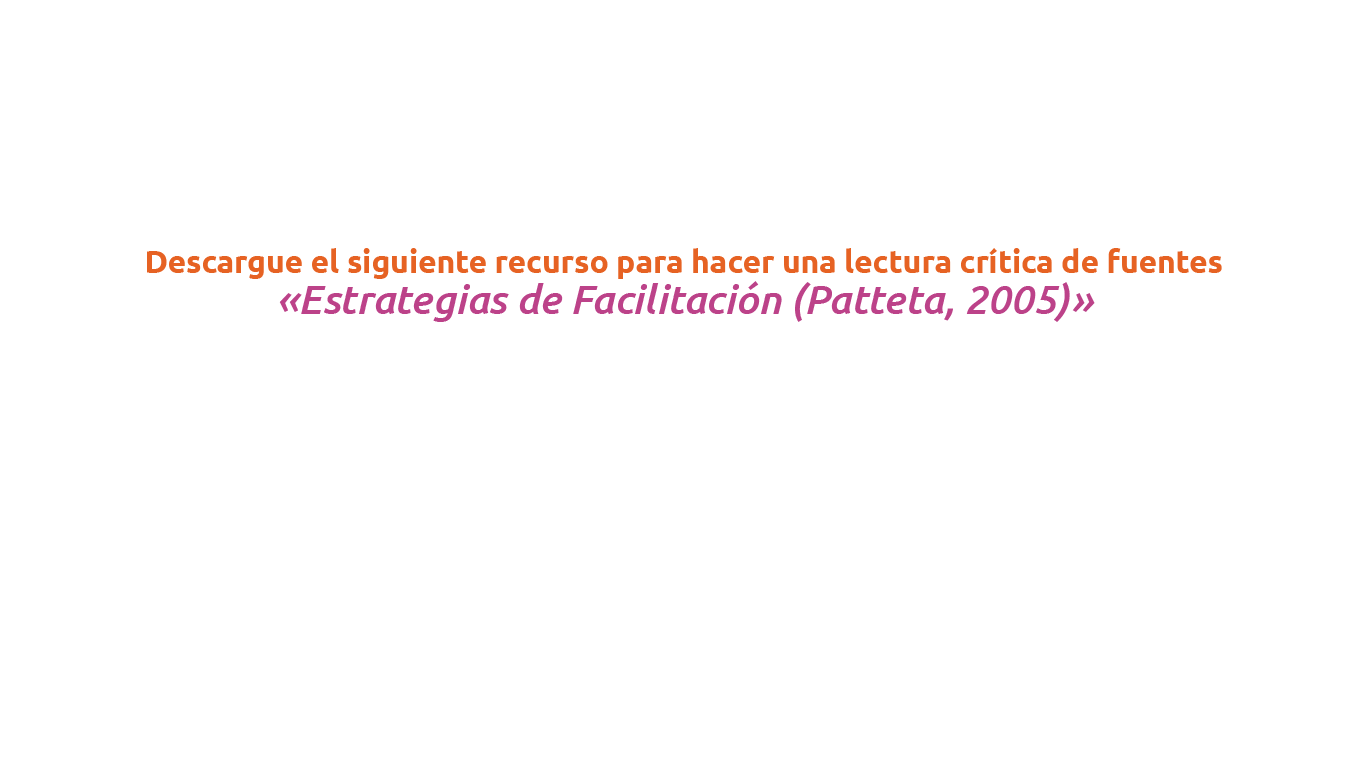 Descargue el siguiente recurso para hacer una lectura crítica de fuentes
«Estrategias de Facilitación (Patteta, 2005)»